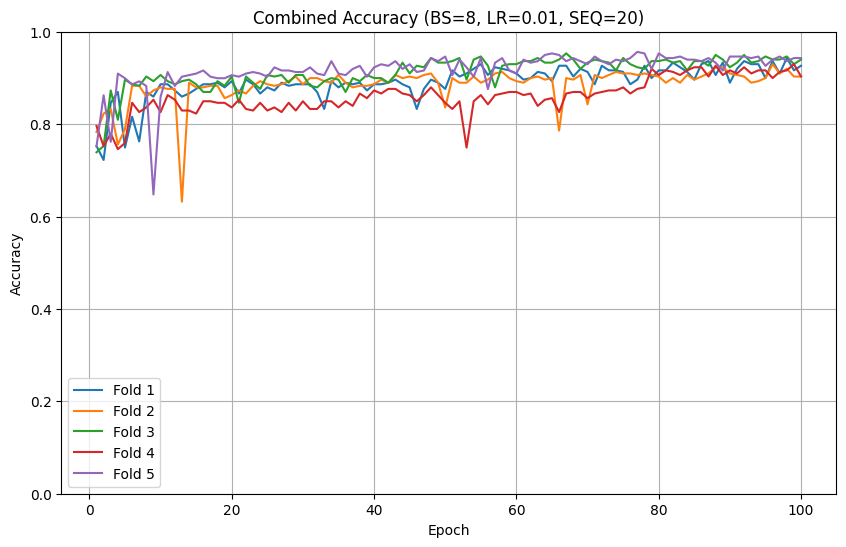 Combined Accuracy (BS=8, LR=0.01, SEQ=20)
Accuracy
1.0
0.8
0.6
0.4
0.2
0.0
Fold 1
Fold 2
Fold 3
Fold 4
Fold 5
0 20 40 60 80 100
Epoch